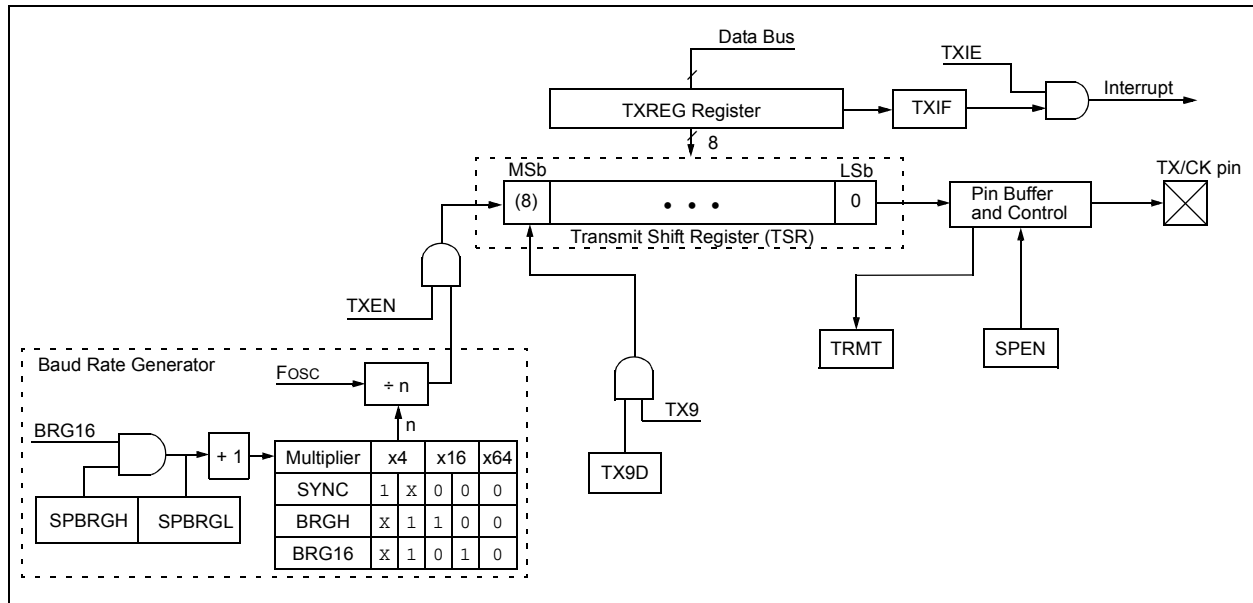 Data Bus
TXIE
Interrupt
TXREG Register
TXIF
8
MSb
LSb
TX/CK pin
(8)
• • •
0
Pin Buffer
and Control
Transmit Shift Register (TSR)
TXEN
TRMT
SPEN
Baud Rate Generator
FOSC
÷ n
TX9
n
BRG16
+ 1
Multiplier x4 x16 x64
TX9D
SYNC 1 X 0 0 0
SPBRGH SPBRGL
BRGH X 1 1 0 0
BRG16 X 1 0 1 0